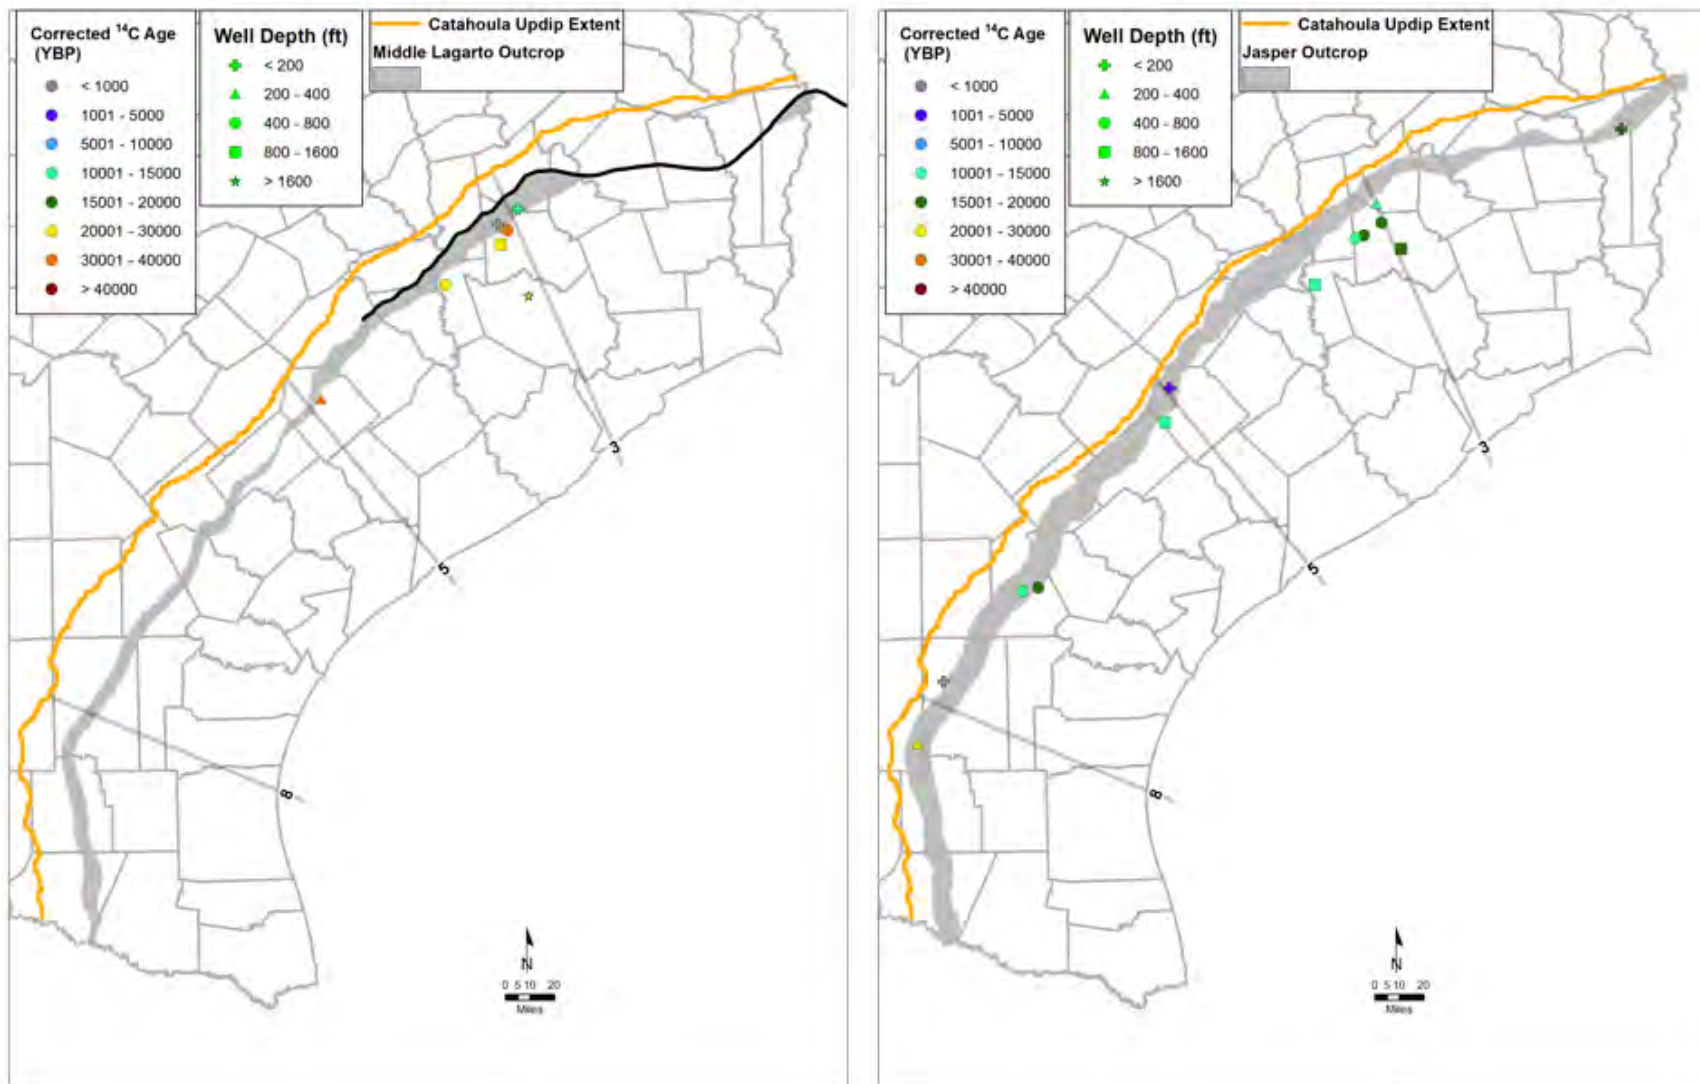 Corrected ¹⁴C Age
(YBP)
< 1000
1001 - 5000
5001 - 10000
10001 - 15000
15001 - 20000
20001 - 30000
30001 - 40000
> 40000
Well Depth (ft)
< 200
200 - 400
400 - 800
800 - 1600
> 1600
Catahoula Updip Extent
Middle Lagarto Outcrop
3
5
8
N
0 5 10 20
Miles
Corrected ¹⁴C Age
(YBP)
< 1000
1001 - 5000
5001 - 10000
10001 - 15000
15001 - 20000
20001 - 30000
30001 - 40000
> 40000
Well Depth (ft)
< 200
200 - 400
400 - 800
800 - 1600
> 1600
Catahoula Updip Extent
Jasper Outcrop
3
5
8
N
0 5 10 20
Miles